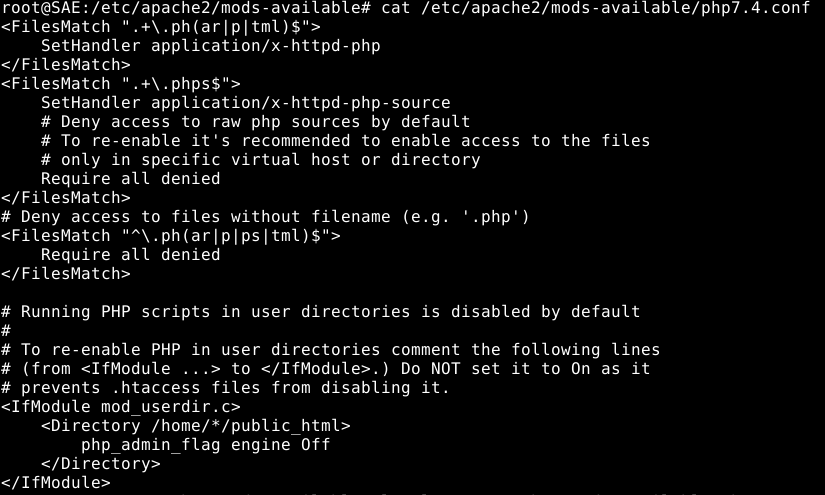 root@SAE:/etc/apache2/mods-available# cat /etc/apache2/mods-available/php7.4.conf
<FilesMatch ".+\.ph(ar|p|tml)$">
    SetHandler application/x-httpd-php
</FilesMatch>
<FilesMatch ".+\.phps$">
    SetHandler application/x-httpd-php-source
    # Deny access to raw php sources by default
    # To re-enable it's recommended to enable access to the files
    # only in specific virtual host or directory
    Require all denied
</FilesMatch>
# Deny access to files without filename (e.g. '.php')
<FilesMatch "^\.ph(ar|p|ps|tml)$">
    Require all denied
</FilesMatch>

# Running PHP scripts in user directories is disabled by default
#
# To re-enable PHP in user directories comment the following lines
# (from <IfModule ...> to </IfModule>.) Do NOT set it to On as it
# prevents .htaccess files from disabling it.
<IfModule mod_userdir.c>
    <Directory /home/*/public_html>
        php_admin_flag engine Off
    </Directory>
</IfModule>